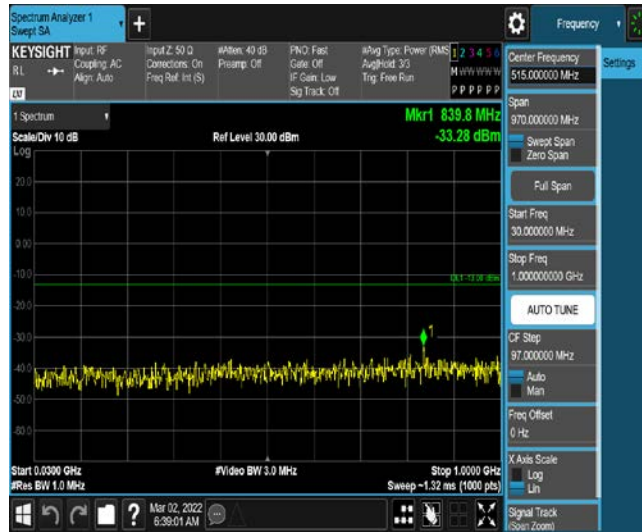 Spectrum Analyzer 1
Swept SA
+
Frequency
KEYSIGHT
RL
LXI
Input: RF
Coupling: AC
Align: Auto
Input Z: 50 Ω
Corrections: On
Freq Ref: Int (S)
#Atten: 40 dB
Preamp: Off
PNO: Fast
Gate: Off
IF Gain: Low
Sig Track: Off
#Avg Type: Power (RMS
Avg|Hold: 3/3
Trig: Free Run
1 2 3 4 5 6
M W W W W W
P P P P P P
Center Frequency
515.000000 MHz
Settings
Span
970.000000 MHz
Swept Span
Zero Span
Full Span
Start Freq
30.000000 MHz
Stop Freq
1.000000000 GHz
AUTO TUNE
CF Step
97.000000 MHz
Auto
Man
Freq Offset
0 Hz
X Axis Scale
Log
Lin
Signal Track
(Span Zoom)
1 Spectrum
Scale/Div 10 dB
Log
Ref Level 30.00 dBm
Mkr1 839.8 MHz
-33.28 dBm
20.0
10.0
0.00
-10.0
DL1 -13.00 dBm
-20.0
-30.0
1
-40.0
-50.0
-60.0
Start 0.0300 GHz
#Res BW 1.0 MHz
#Video BW 3.0 MHz
Stop 1.0000 GHz
Sweep ~1.32 ms (1000 pts)
?
Mar 02, 2022
6:39:01 AM